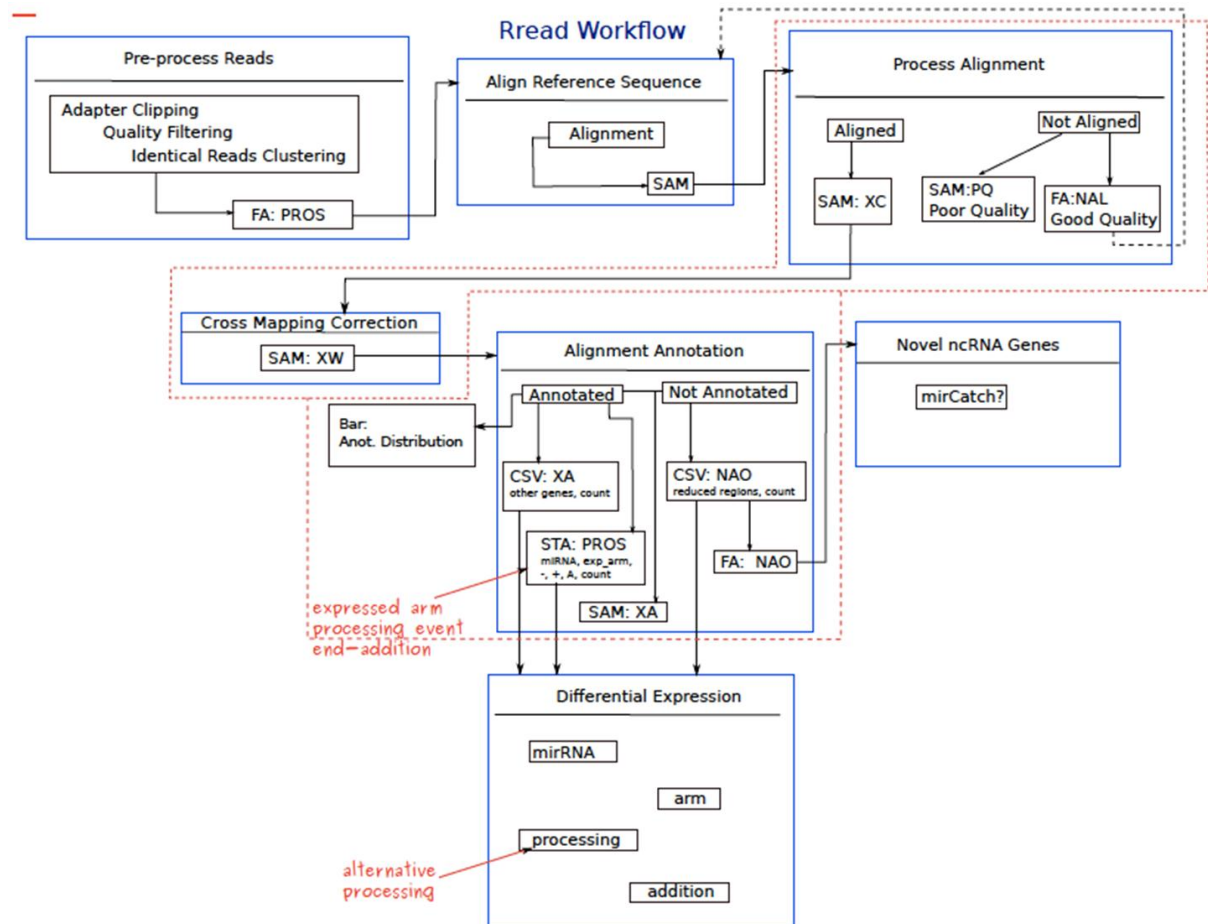 Rread Workflow
Pre-process Reads
Adapter Clipping
Quality Filtering
Identical Reads Clustering
FA: PROS
Align Reference Sequence
Alignment
SAM
Process Alignment
Aligned
Not Aligned
SAM: XC
SAM:PQ
Poor Quality
FA:NAL
Good Quality
Cross Mapping Correction
SAM: XW
Alignment Annotation
Annotated
Not Annotated
Bar:
Anot. Distribution
CSV: XA
other genes, count
CSV: NAO
reduced regions, count
STA: PROS
miRNA, exp_arm,
-, +, A, count
FA: NAO
SAM: XA
Novel ncRNA Genes
mirCatch?
expressed arm
processing event
end-addition
Differential Expression
mirRNA
arm
processing
addition
alternative
processing